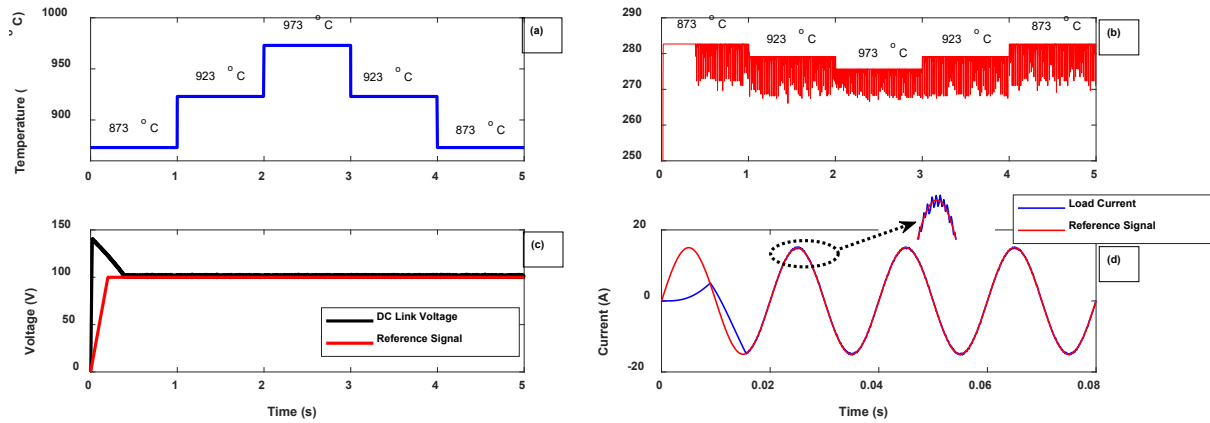 (a)
Temperature ( °C)
1000
950
900
873 °C
923 °C
973 °C
923 °C
873 °C
0 1 2 3 4 5
(b)
290
280
270
260
250
873 °C
923 °C
973 °C
923 °C
873 °C
0 1 2 3 4 5
(c)
Voltage (V)
150
100
50
0
DC Link Voltage
Reference Signal
0 1 2 3 4 5
Time (s)
(d)
Current (A)
20
0
-20
Load Current
Reference Signal
0 0.02 0.04 0.06 0.08
Time (s)